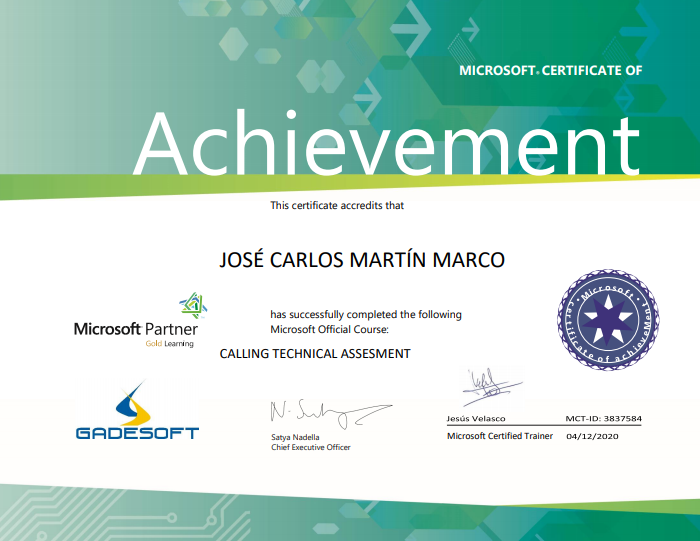 MICROSOFT CERTIFICATE OF
Achievement
This certificate accredits that
JOSÉ CARLOS MARTÍN MARCO
has successfully completed the following
Microsoft Official Course:
CALLING TECHNICAL ASSESMENT
Microsoft Partner
Gold Learning
GADESOFT
Satya Nadella
Chief Executive Officer
Jesús Velasco MCT-ID: 3837584
Microsoft Certified Trainer 04/12/2020
Microsoft
certificate of achieveMent